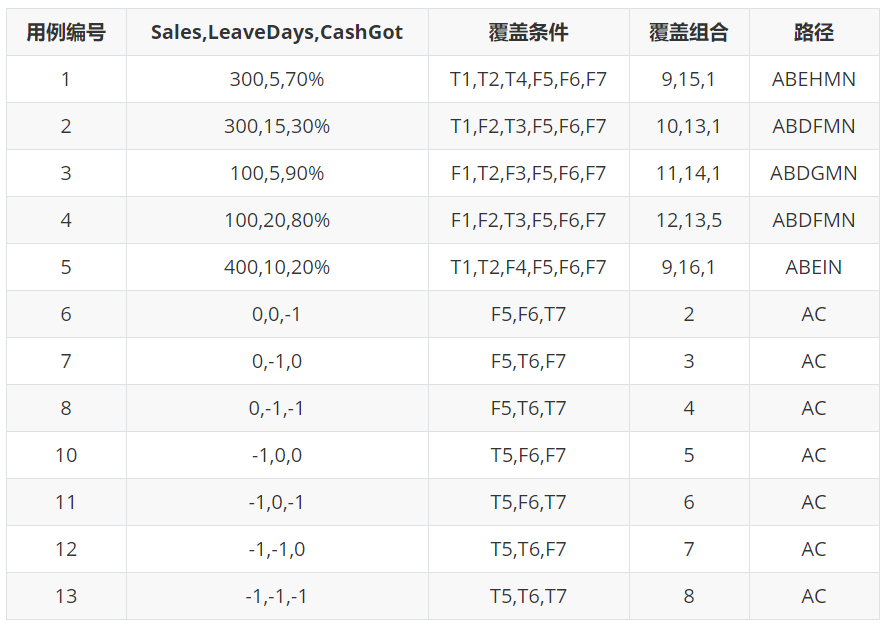 用例编号 Sales,LeaveDays,CashGot 覆盖条件 覆盖组合 路径
1 300,5,70% T1,T2,T4,F5,F6,F7 9,15,1 ABEHMN
2 300,15,30% T1,F2,T3,F5,F6,F7 10,13,1 ABDFMN
3 100,5,90% F1,T2,F3,F5,F6,F7 11,14,1 ABDGMN
4 100,20,80% F1,F2,T3,F5,F6,F7 12,13,5 ABDFMN
5 400,10,20% T1,T2,F4,F5,F6,F7 9,16,1 ABEIN
6 0,0,-1 F5,F6,T7 2 AC
7 0,-1,0 F5,T6,F7 3 AC
8 0,-1,-1 F5,T6,T7 4 AC
10 -1,0,0 T5,F6,F7 5 AC
11 -1,0,-1 T5,F6,T7 6 AC
12 -1,-1,0 T5,T6,F7 7 AC
13 -1,-1,-1 T5,T6,T7 8 AC